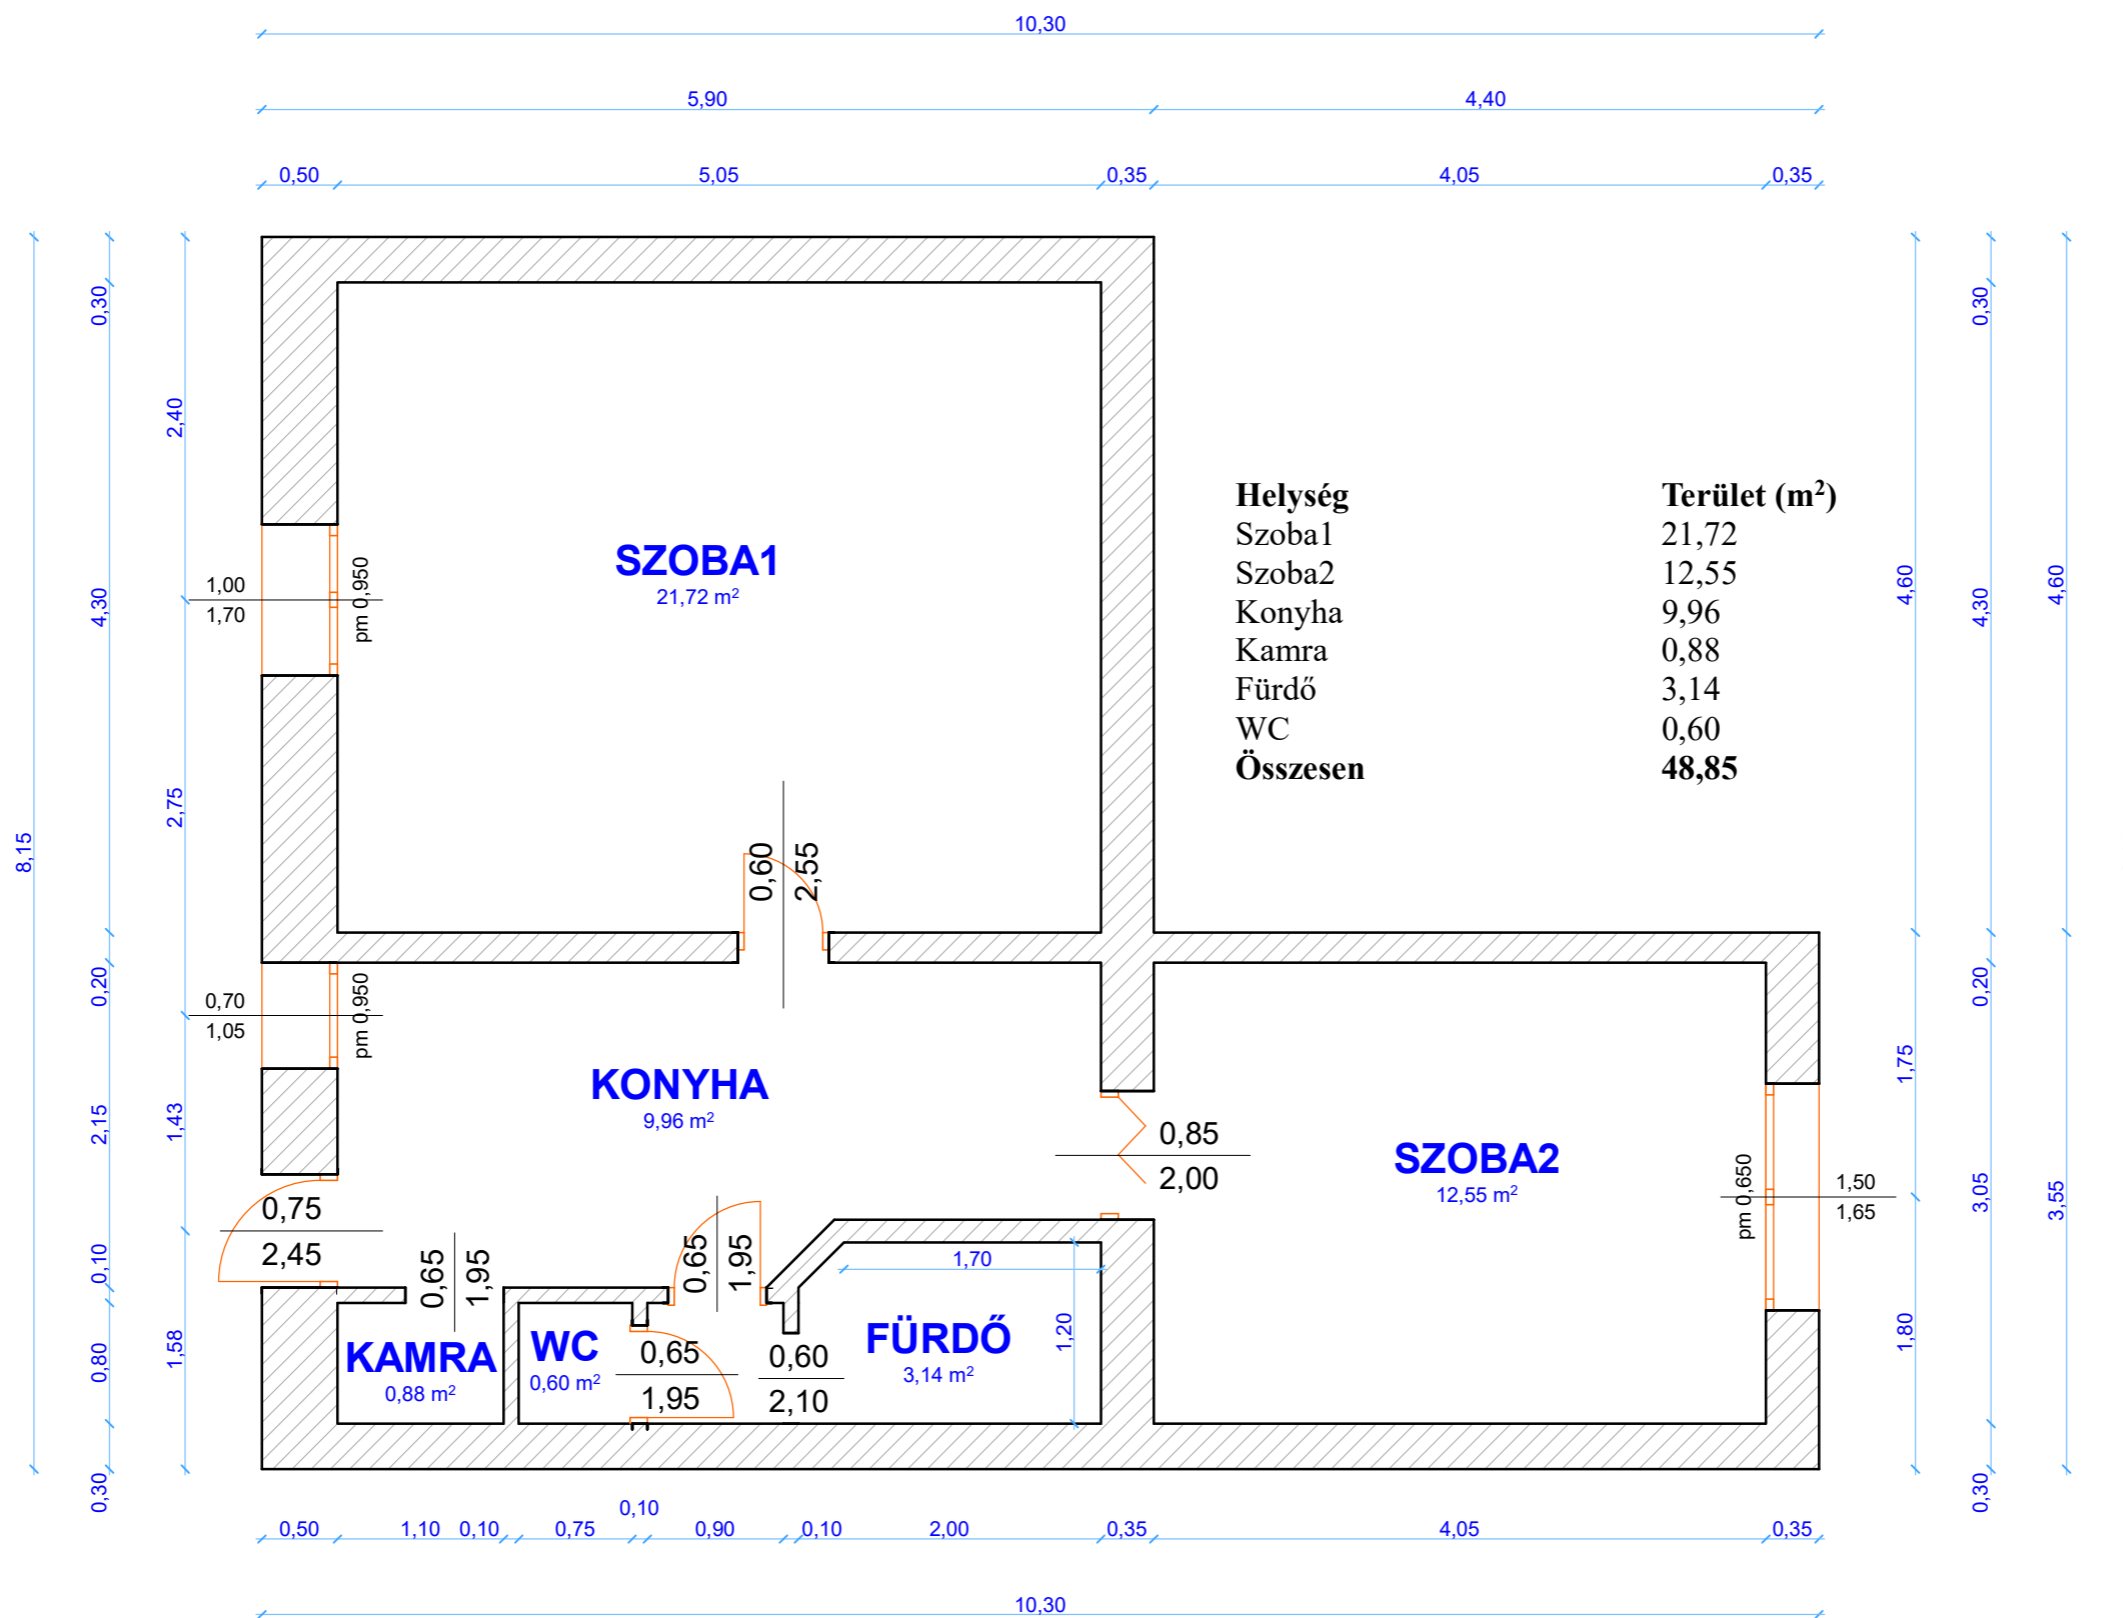 10,30
5,90 4,40
0,50 5,05 0,35 4,05 0,35
0,30
2,40
4,30
8,15
2,75
0,20
2,15
1,43
0,10
0,80
1,58
0,30
1,00
1,70
pm 0,950
0,70
1,05
pm 0,950
SZOBA1
21,72 m²
0,60
2,55
Helység Terület (m²)
Szoba1 21,72
Szoba2 12,55
Konyha 9,96
Kamra 0,88
Fürdő 3,14
WC 0,60
Összesen 48,85
KONYHA
9,96 m²
0,85
2,00
0,75
2,45
0,65
1,95
0,65
1,95
1,70
1,20
KAMRA
0,88 m²
WC
0,60 m²
0,65
1,95
0,60
2,10
FÜRDŐ
3,14 m²
SZOBA2
12,55 m²
pm 0,650
1,50
1,65
0,30
4,60
4,30
4,60
0,20
1,75
3,05
3,55
1,80
0,30
0,10
0,50 1,10 0,10 0,75 0,90 0,10 2,00 0,35 4,05 0,35
10,30